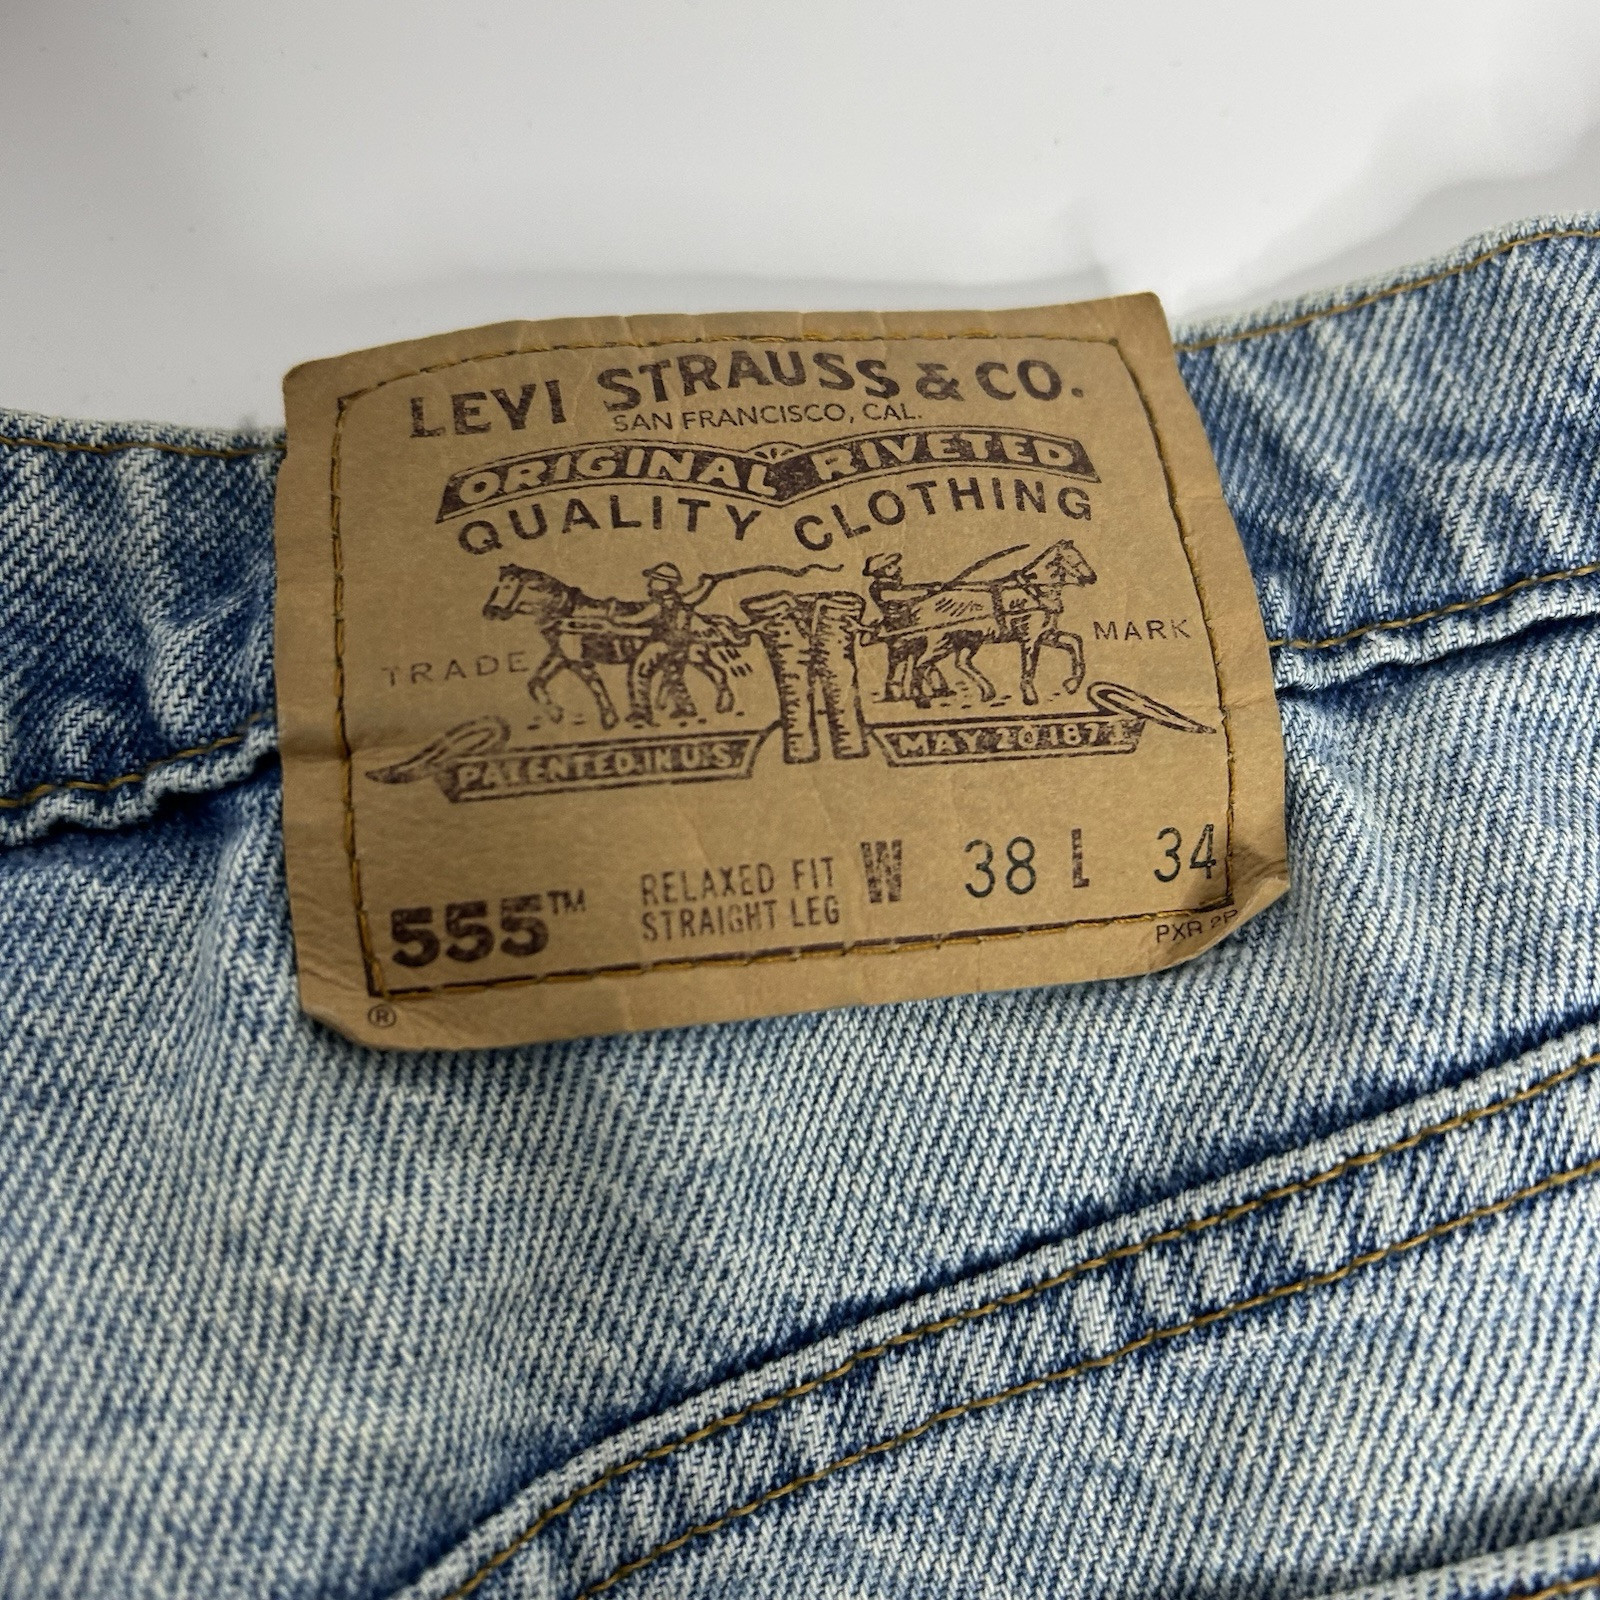 LEVI STRAUSS & CO.
SAN FRANCISCO, CAL.
ORIGINAL RIVETED
QUALITY CLOTHING
TRADE MARK
PATENTED IN U.S. MAY 20 1873
555™ RELAXED FIT W 38 L 34
STRAIGHT LEG
PXR
®